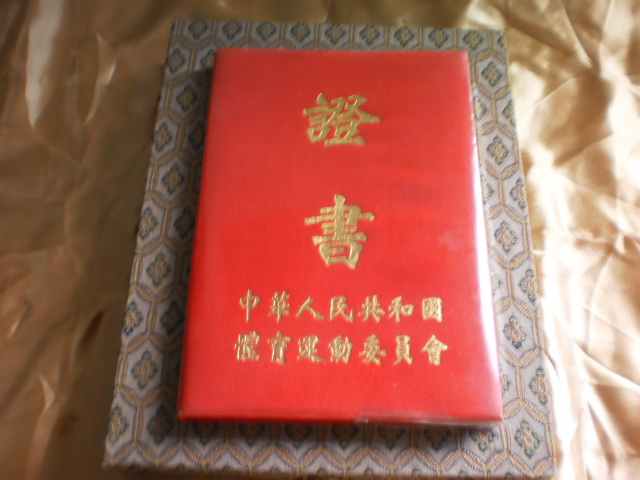 證
書
中華人民共和國
體育運動委員會